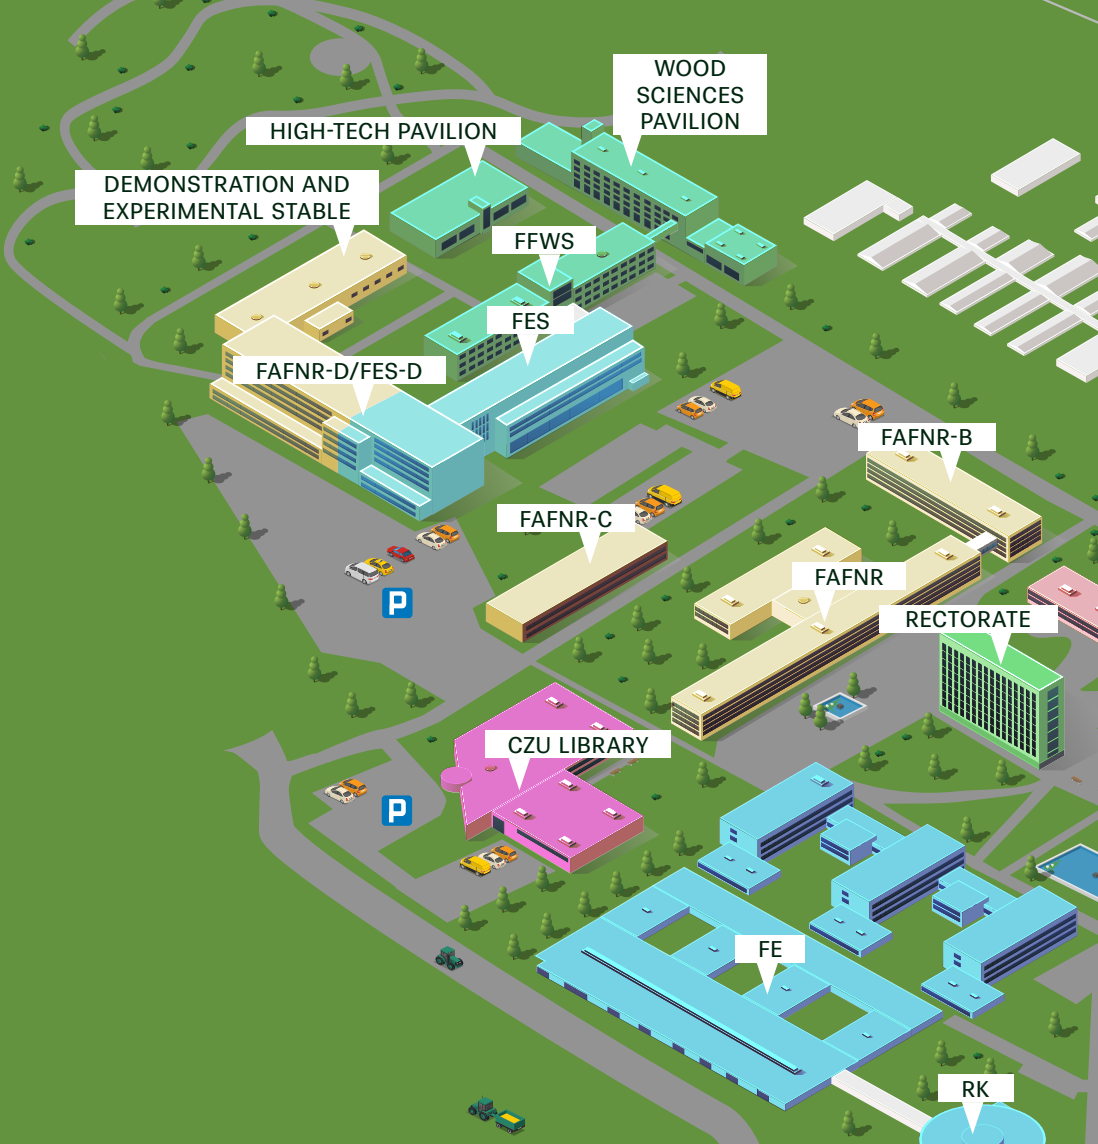 WOOD
SCIENCES
PAVILION
HIGH-TECH PAVILION
DEMONSTRATION AND
EXPERIMENTAL STABLE
FFWS
FES
FAFNR-D/FES-D
FAFNR-B
FAFNR-C
FAFNR
P
RECTORATE
CZU LIBRARY
P
FE
RK